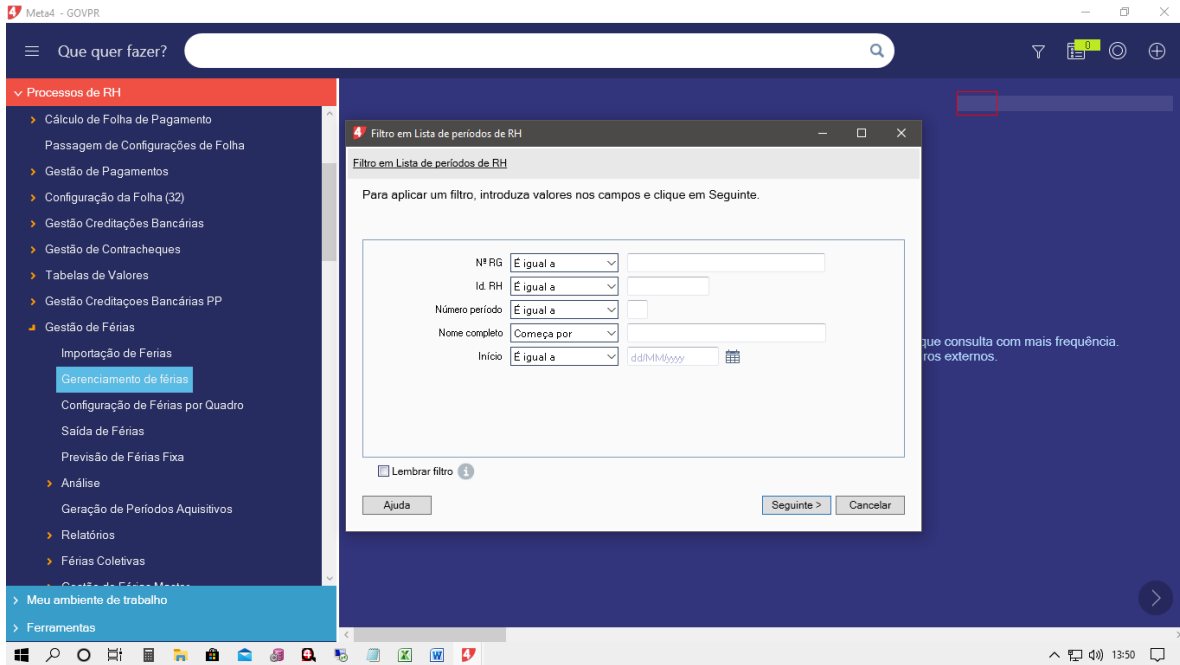 Meta4 - GOVPR
Que quer fazer?
0
Processos de RH
Cálculo de Folha de Pagamento
Passagem de Configurações de Folha
Gestão de Pagamentos
Configuração da Folha (32)
Gestão Creditações Bancárias
Gestão de Contracheques
Tabelas de Valores
Gestão Creditaçoes Bancárias PP
Gestão de Férias
Importação de Ferias
Gerenciamento de férias
Configuração de Férias por Quadro
Saída de Férias
Previsão de Férias Fixa
Análise
Geração de Períodos Aquisitivos
Relatórios
Férias Coletivas
Gestão de Férias Master
Meu ambiente de trabalho
Ferramentas
Filtro em Lista de períodos de RH
Filtro em Lista de períodos de RH
Para aplicar um filtro, introduza valores nos campos e clique em Seguinte.
Nº RG É igual a
Id. RH É igual a
Número período É igual a
Nome completo Começa por
Início É igual a dd/MM/yyyy
Lembrar filtro i
Ajuda Seguinte > Cancelar
que consulta com mais frequência.
ros externos.
13:50